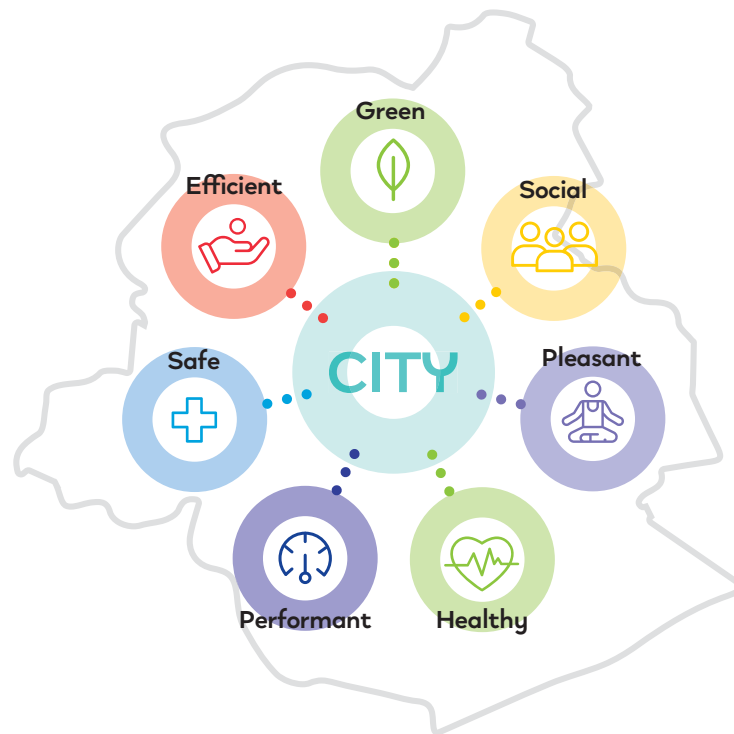 Green
Efficient
Social
CITY
Safe
Pleasant
Performant
Healthy